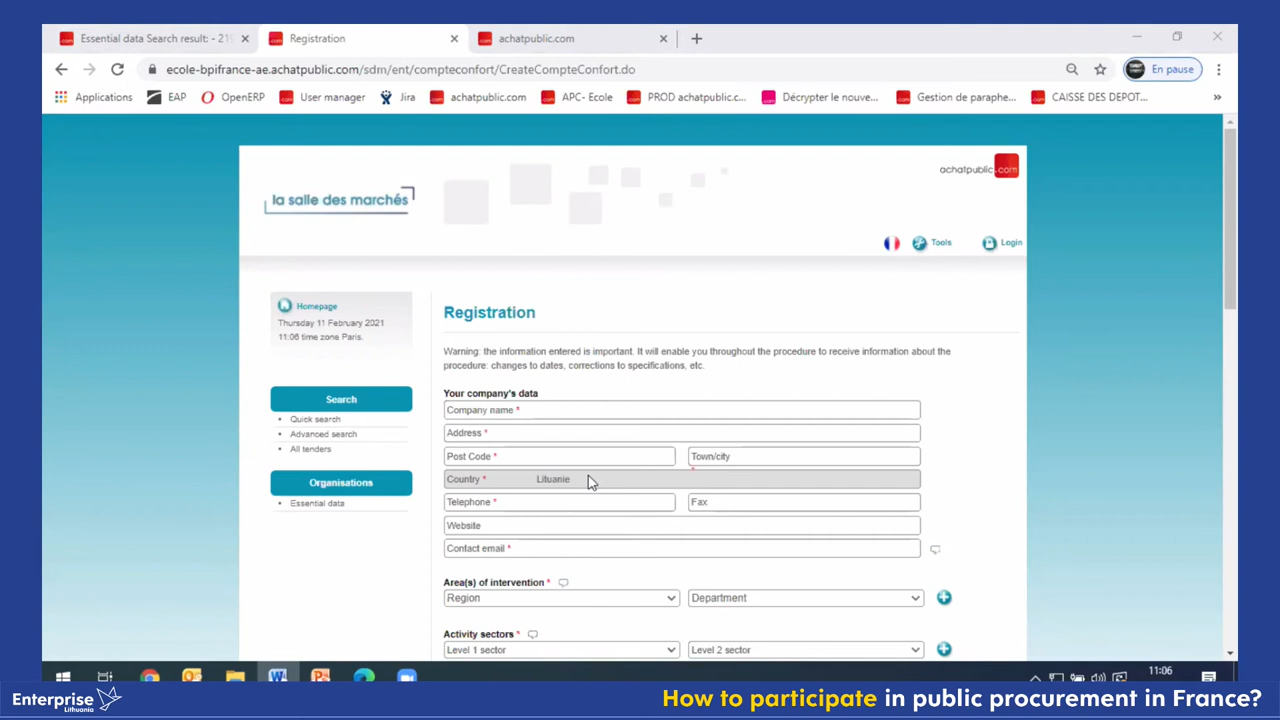 Essential data Search result: - 219
Registration
achatpublic.com
ecole-bpifrance-ae.achatpublic.com/sdm/ent/compteconfort/CreateCompteConfort.do
En pause
Applications
EAP
OpenERP
User manager
Jira
achatpublic.com
APC- Ecole
PROD achatpublic.c...
Décrypter le nouve...
Gestion de paraphe...
CAISSE DES DEPOT...
»
achatpublic.com
la salle des marchés
Tools
Login
Homepage
Thursday 11 February 2021
11:06 time zone Paris.
Search
• Quick search
• Advanced search
• All tenders
Organisations
• Essential data
Registration
Warning: the information entered is important. It will enable you throughout the procedure to receive information about the
procedure: changes to dates, corrections to specifications, etc.
Your company's data
Company name *
Address *
Post Code *
Town/city
*
Country * Lituanie
Telephone *
Fax
Website
Contact email *
Area(s) of intervention *
Region
Department
Activity sectors *
Level 1 sector
Level 2 sector
11:06
Enterprise
Lithuania
How to participate in public procurement in France?